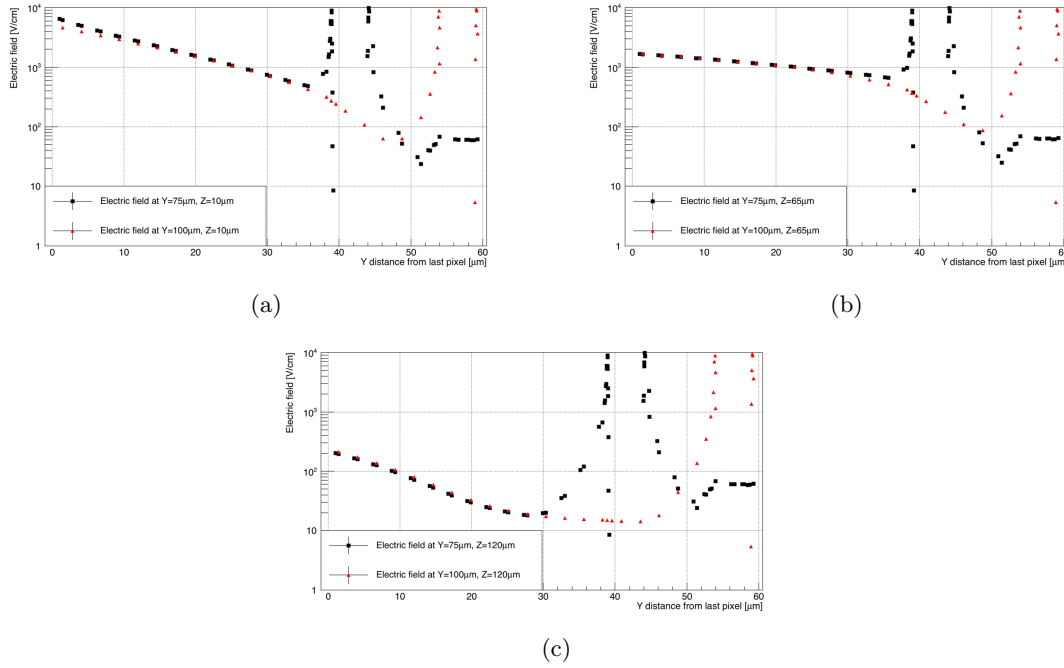 Electric field [V/cm]
10⁴
10³
10²
10
1
Electric field at Y=75μm, Z=10μm
Electric field at Y=100μm, Z=10μm
0 10 20 30 40 50 60
Y distance from last pixel [μm]
(a)
Electric field [V/cm]
10⁴
10³
10²
10
1
Electric field at Y=75μm, Z=65μm
Electric field at Y=100μm, Z=65μm
0 10 20 30 40 50 60
Y distance from last pixel [μm]
(b)
Electric field [V/cm]
10⁴
10³
10²
10
1
Electric field at Y=75μm, Z=120μm
Electric field at Y=100μm, Z=120μm
0 10 20 30 40 50 60
Y distance from last pixel [μm]
(c)